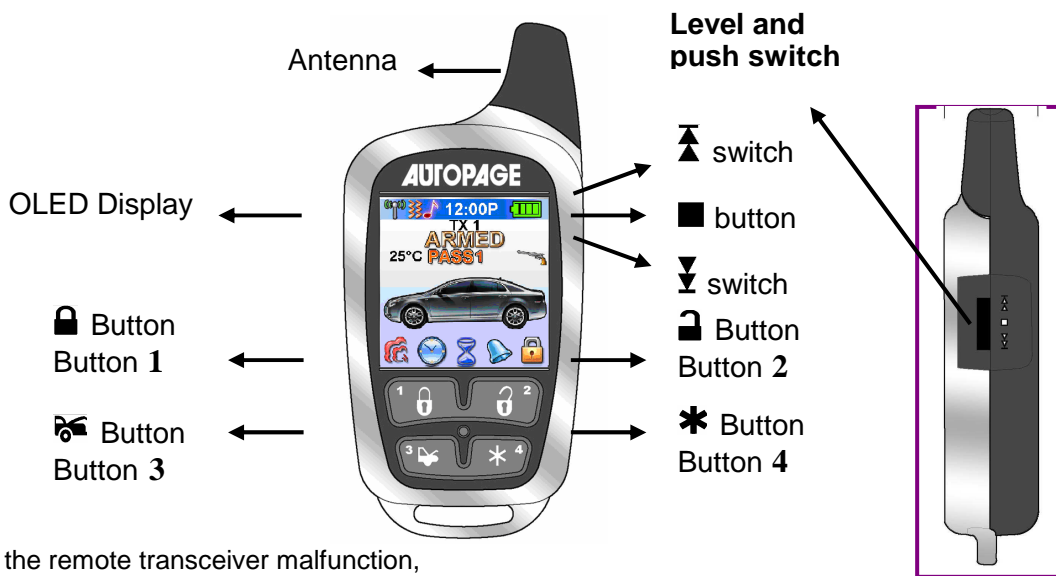 Level and
push switch
Antenna
switch
OLED Display
button
switch
Button
Button 1
Button
Button 2
Button
Button 3
Button
Button 4
AUTOPAGE
12:00P
TX 1
ARMED
25°C PASS1
1 2
3 4
the remote transceiver malfunction,